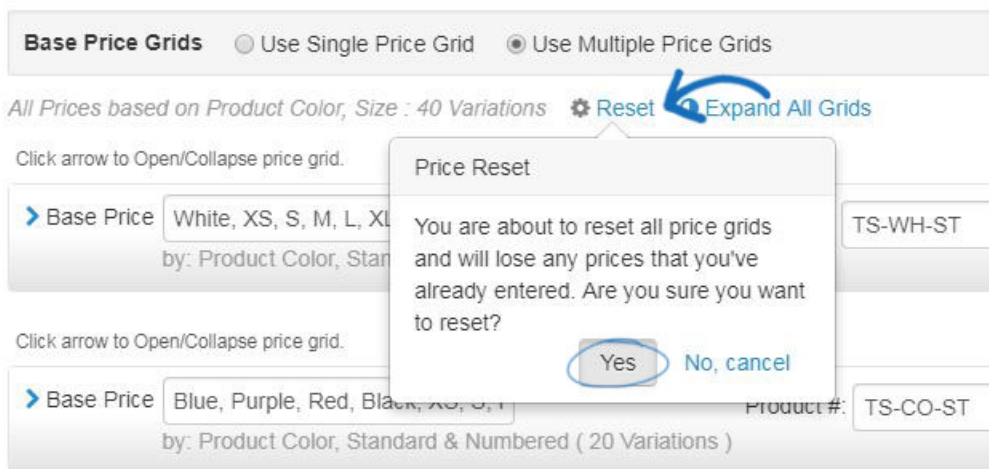 Base Price Grids Use Single Price Grid Use Multiple Price Grids
All Prices based on Product Color, Size : 40 Variations Reset Expand All Grids
Click arrow to Open/Collapse price grid.
Price Reset
Base Price White, XS, S, M, L, XL TS-WH-ST
by: Product Color, Stan
You are about to reset all price grids
and will lose any prices that you've
already entered. Are you sure you want
to reset?
Yes No, cancel
Click arrow to Open/Collapse price grid.
Base Price Blue, Purple, Red, Black, XS, S, Product #: TS-CO-ST
by: Product Color, Standard & Numbered ( 20 Variations )